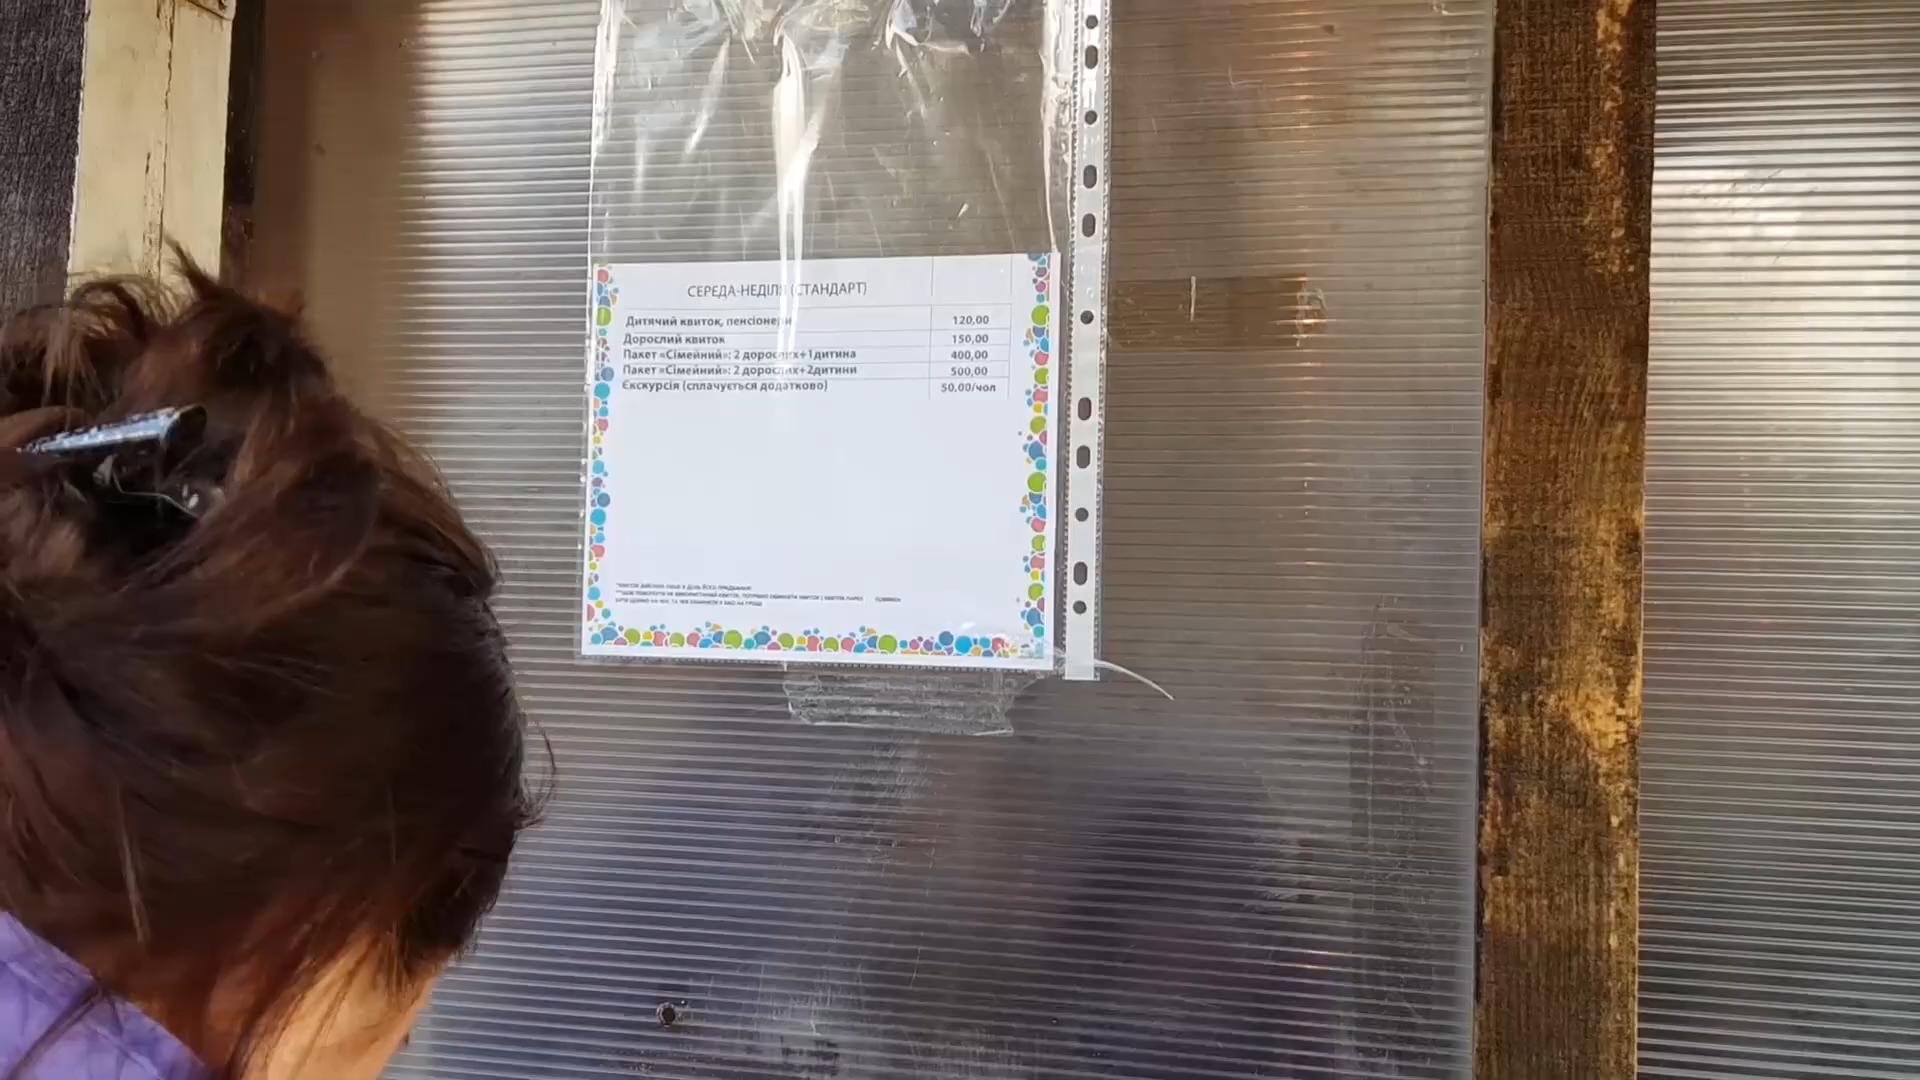 СЕРЕДА-НЕДІЛЯ (СТАНДАРТ)
Дитячий квиток, пенсіонери 120,00
Дорослий квиток 150,00
Пакет «Сімейний»: 2 дорослих+1дитина 400,00
Пакет «Сімейний»: 2 дорослих+2дитини 500,00
Екскурсія (сплачується додатково) 50,00/чол